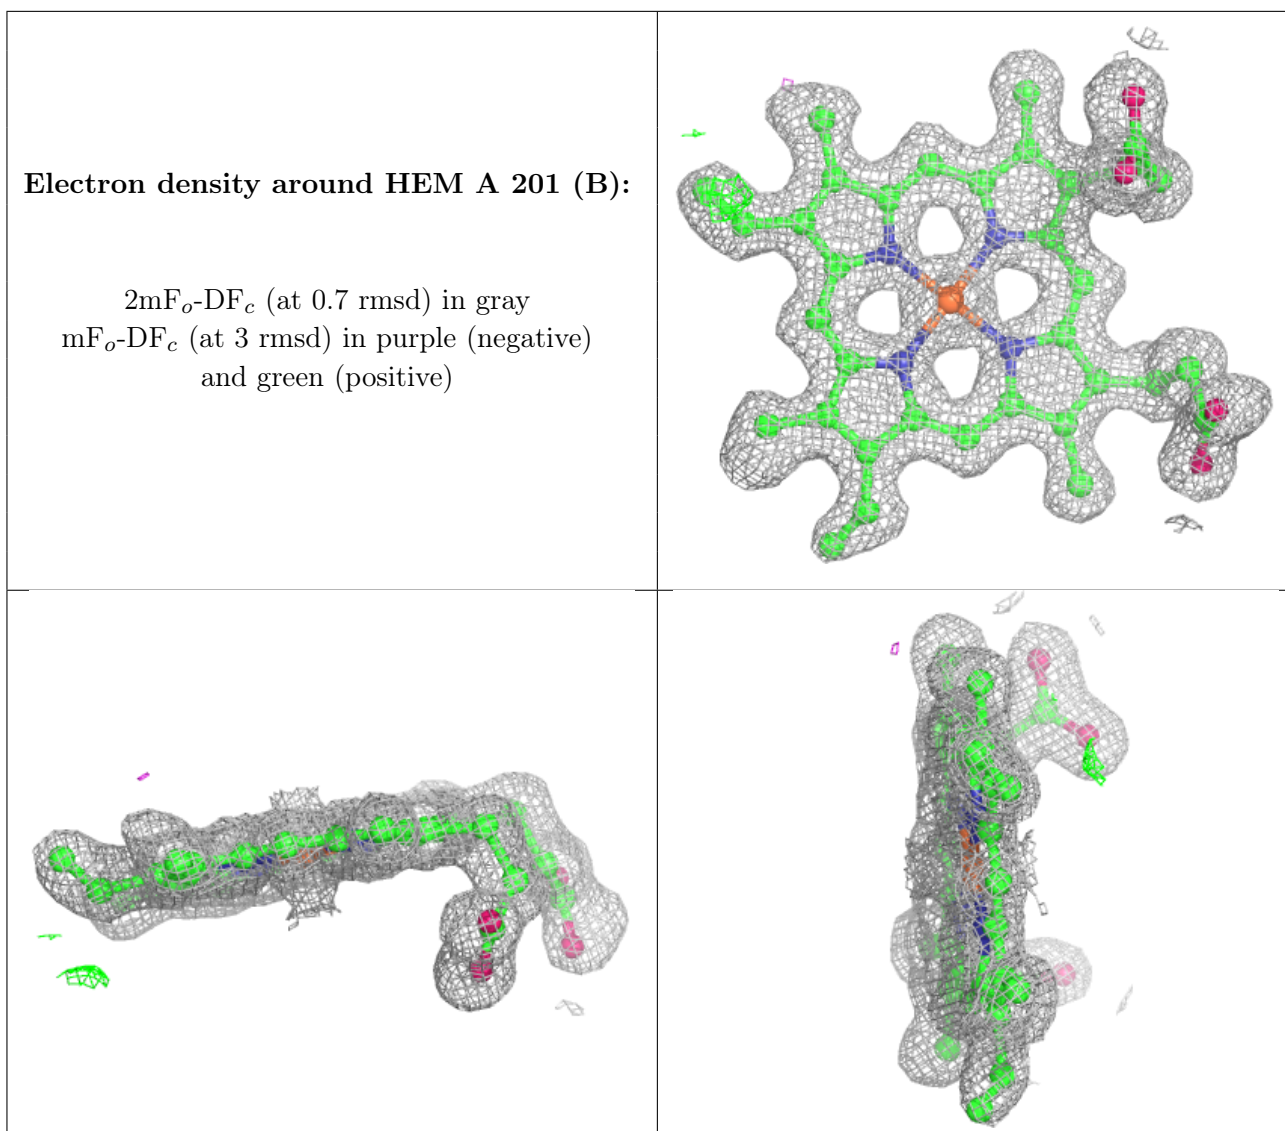 Electron density around HEM A 201 (B):
2mFo-DFc (at 0.7 rmsd) in gray
mFo-DFc (at 3 rmsd) in purple (negative)
and green (positive)